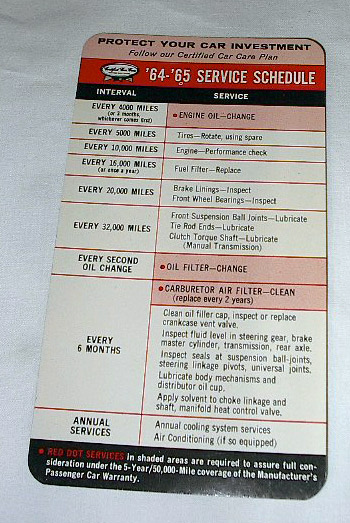 PROTECT YOUR CAR INVESTMENT
Follow our Certified Car Care Plan
'64-'65 SERVICE SCHEDULE
INTERVAL SERVICE
EVERY 4000 MILES
(or 3 months,
whichever comes first)
• ENGINE OIL—CHANGE
EVERY 5000 MILES Tires—Rotate, using spare
EVERY 10,000 MILES Engine—Performance check
EVERY 16,000 MILES
(or once a year)
Fuel Filter—Replace
EVERY 20,000 MILES
Brake Linings—Inspect
Front Wheel Bearings—Inspect
EVERY 32,000 MILES
Front Suspension Ball Joints—Lubricate
Tie Rod Ends—Lubricate
Clutch Torque Shaft—Lubricate
(Manual Transmission)
EVERY SECOND
OIL CHANGE
• OIL FILTER—CHANGE
EVERY
6 MONTHS
• CARBURETOR AIR FILTER—CLEAN
(replace every 2 years)
Clean oil filler cap, inspect or replace
crankcase vent valve.
Inspect fluid level in steering gear, brake
master cylinder, transmission, rear axle.
Inspect seals at suspension ball-joints,
steering linkage pivots, universal joints.
Lubricate body mechanisms and
distributor oil cup.
Apply solvent to choke linkage and
shaft, manifold heat control valve.
ANNUAL
SERVICES
Annual cooling system services
Air Conditioning (if so equipped)
• RED DOT SERVICES in shaded areas are required to assure full con-
sideration under the 5-Year/50,000-Mile coverage of the Manufacturer's
Passenger Car Warranty.